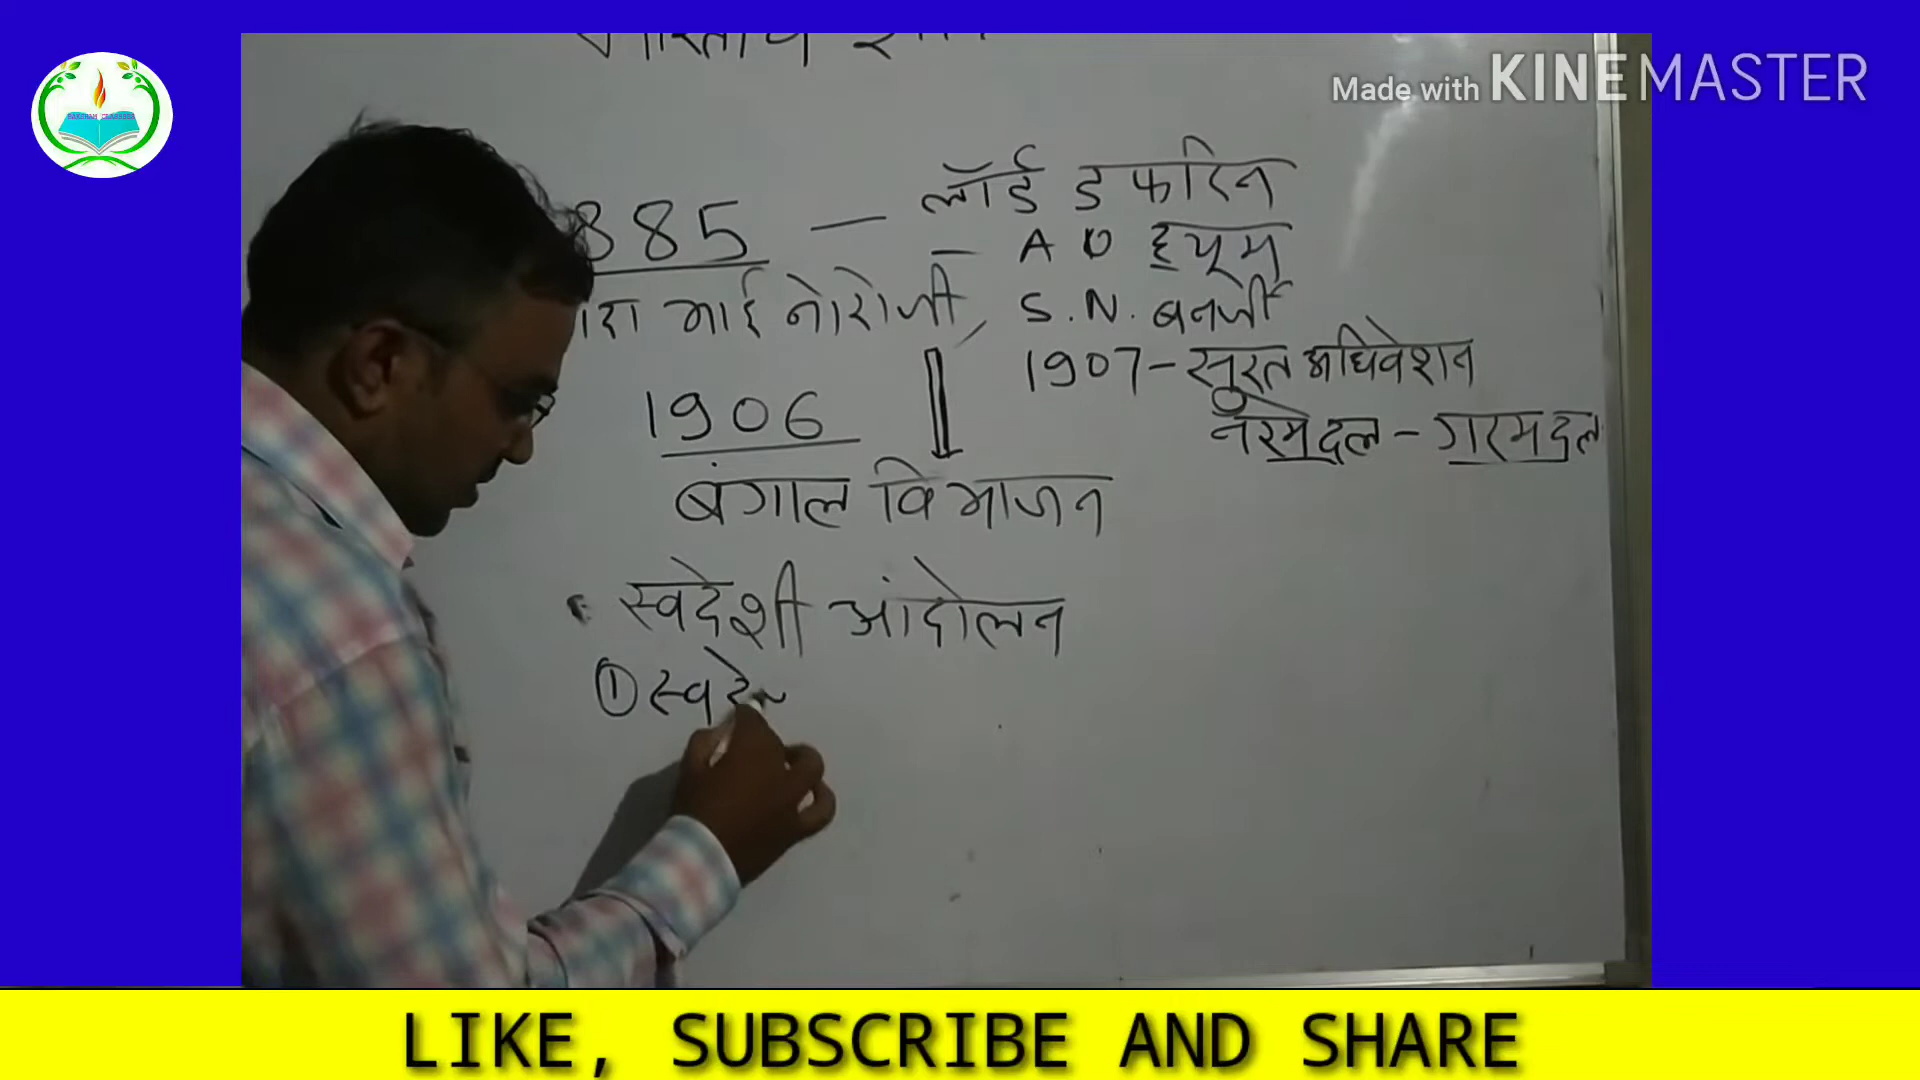 Made with KINEMASTER
885 — लॉर्ड डफरिन
— A O ह्यूम
भाई नोरोजी, S. N. बनर्जी
1907 - सूरत अधिवेशन
1906
नरमदल - गरमदल
बंगाल विभाजन
• स्वदेशी आंदोलन
① स्वदे
LIKE, SUBSCRIBE AND SHARE